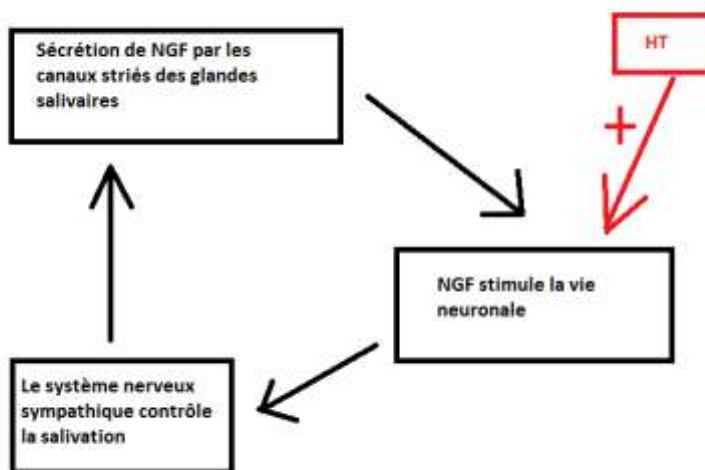 Sécrétion de NGF par les
canaux striés des glandes
salivaires
HT
+
NGF stimule la vie
neuronale
Le système nerveux
sympathique contrôle
la salivation